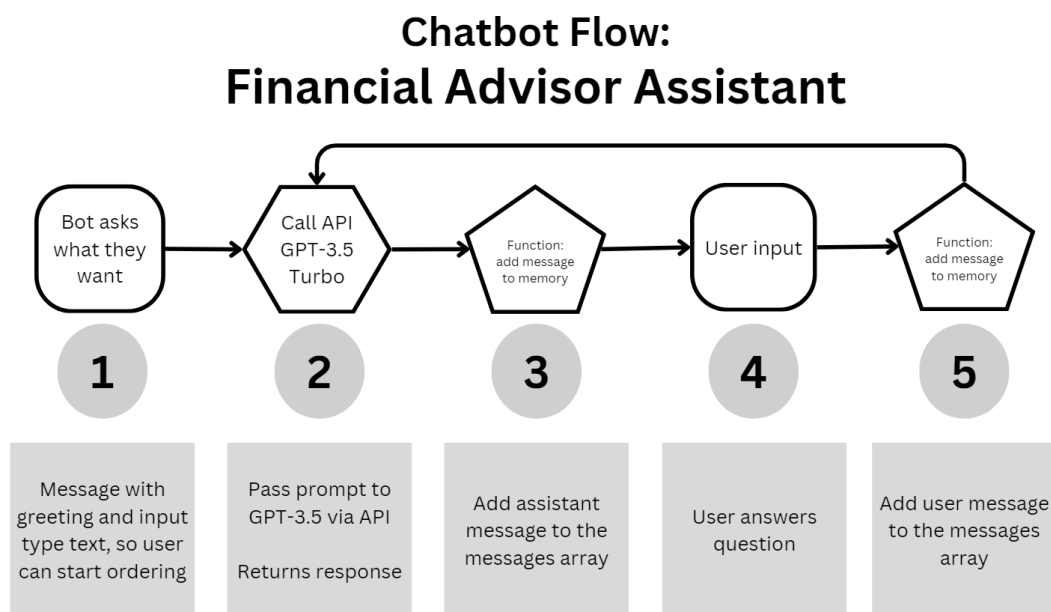 Chatbot Flow:
Financial Advisor Assistant
Bot asks
what they
want
Call API
GPT-3.5
Turbo
Function:
add message
to memory
User input
Function:
add message
to memory
1
2
3
4
5
Message with
greeting and input
type text, so user
can start ordering
Pass prompt to
GPT-3.5 via API
Returns response
Add assistant
message to the
messages array
User answers
question
Add user message
to the messages
array